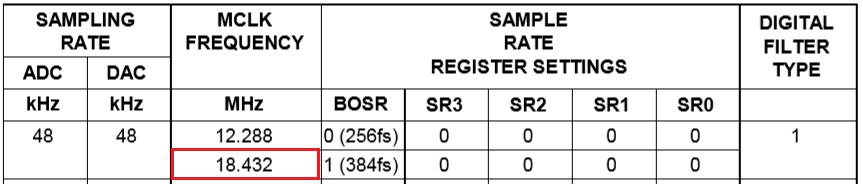 SAMPLING RATE MCLK FREQUENCY SAMPLE RATE REGISTER SETTINGS DIGITAL FILTER TYPE
ADC DAC
kHz kHz MHz BOSR SR3 SR2 SR1 SR0
48 48 12.288 0 (256fs) 0 0 0 0 1
18.432 1 (384fs) 0 0 0 0